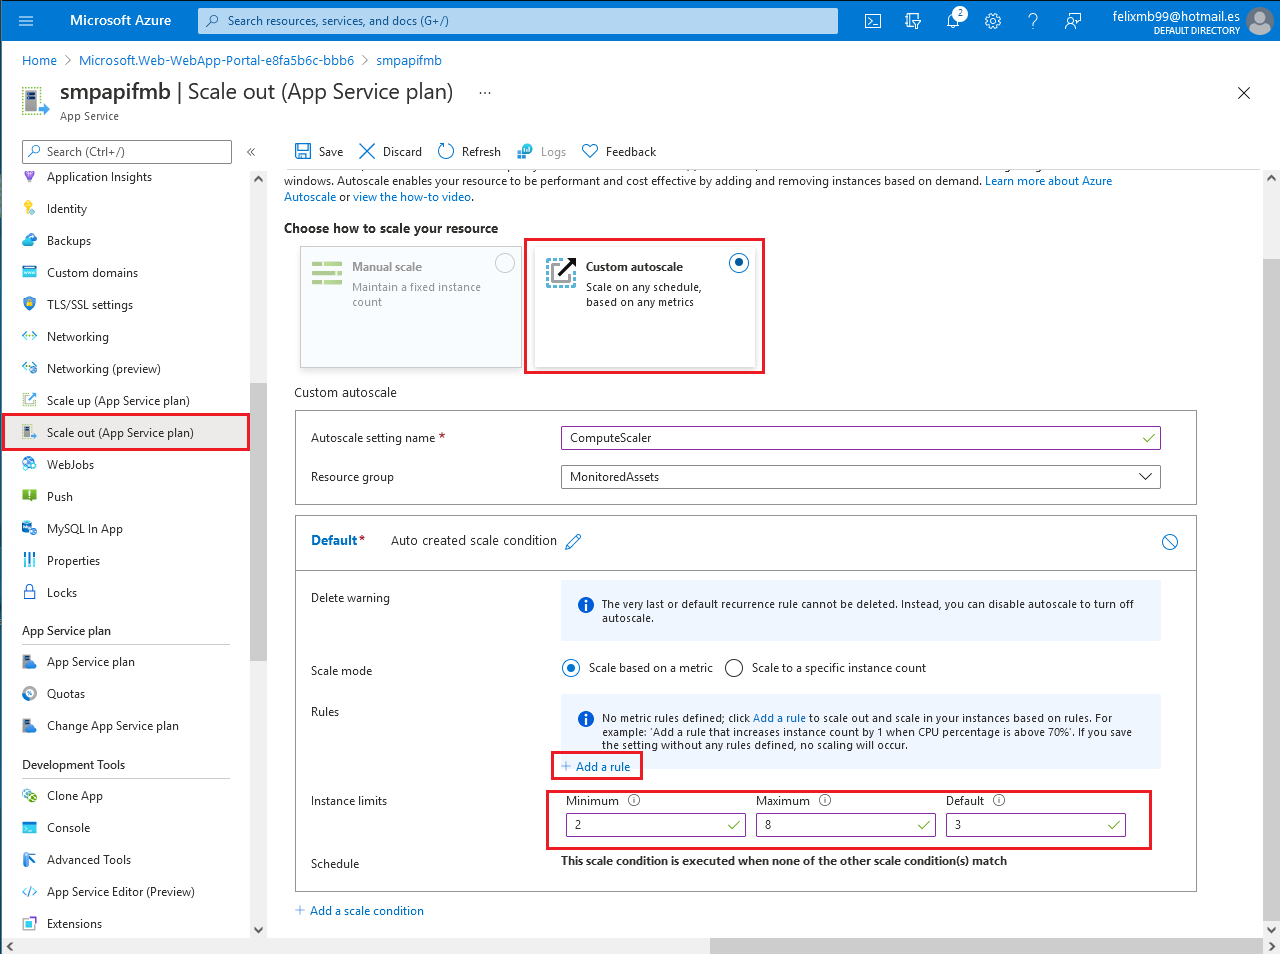 Microsoft Azure
Search resources, services, and docs (G+/)
2
felixmb99@hotmail.es
DEFAULT DIRECTORY
Home > Microsoft.Web-WebApp-Portal-e8fa5b6c-bbb6 > smpapifmb
smpapifmb | Scale out (App Service plan) ...
App Service
Search (Ctrl+/)
Application Insights
Identity
Backups
Custom domains
TLS/SSL settings
Networking
Networking (preview)
Scale up (App Service plan)
Scale out (App Service plan)
WebJobs
Push
MySQL In App
Properties
Locks
App Service plan
App Service plan
Quotas
Change App Service plan
Development Tools
Clone App
Console
Advanced Tools
App Service Editor (Preview)
Extensions
Save
Discard
Refresh
Logs
Feedback
windows. Autoscale enables your resource to be performant and cost effective by adding and removing instances based on demand. Learn more about Azure
Autoscale or view the how-to video.
Choose how to scale your resource
Manual scale
Maintain a fixed instance
count
Custom autoscale
Scale on any schedule,
based on any metrics
Custom autoscale
Autoscale setting name *
ComputeScaler
Resource group
MonitoredAssets
Default* Auto created scale condition
Delete warning
The very last or default recurrence rule cannot be deleted. Instead, you can disable autoscale to turn off
autoscale.
Scale mode
Scale based on a metric
Scale to a specific instance count
Rules
No metric rules defined; click Add a rule to scale out and scale in your instances based on rules. For
example: 'Add a rule that increases instance count by 1 when CPU percentage is above 70%'. If you save
the setting without any rules defined, no scaling will occur.
+ Add a rule
Instance limits
Minimum
2
Maximum
8
Default
3
Schedule
This scale condition is executed when none of the other scale condition(s) match
+ Add a scale condition